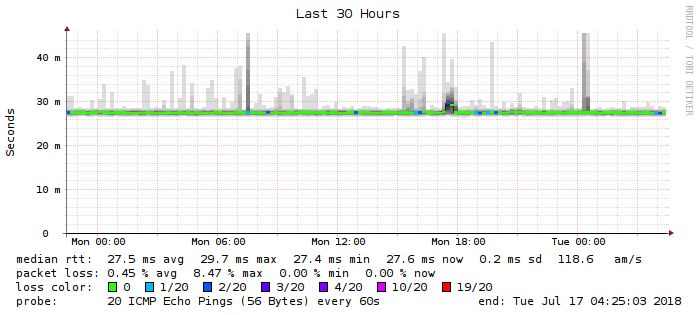 Last 30 Hours
RRDTOOL / TOBI OETIKER
Seconds
40 m
30 m
20 m
10 m
0
Mon 00:00 Mon 06:00 Mon 12:00 Mon 18:00 Tue 00:00
median rtt: 27.5 ms avg 29.7 ms max 27.4 ms min 27.6 ms now 0.2 ms sd 118.6 am/s
packet loss: 0.45 % avg 8.47 % max 0.00 % min 0.00 % now
loss color: 0 1/20 2/20 3/20 4/20 10/20 19/20
probe: 20 ICMP Echo Pings (56 Bytes) every 60s end: Tue Jul 17 04:25:03 2018